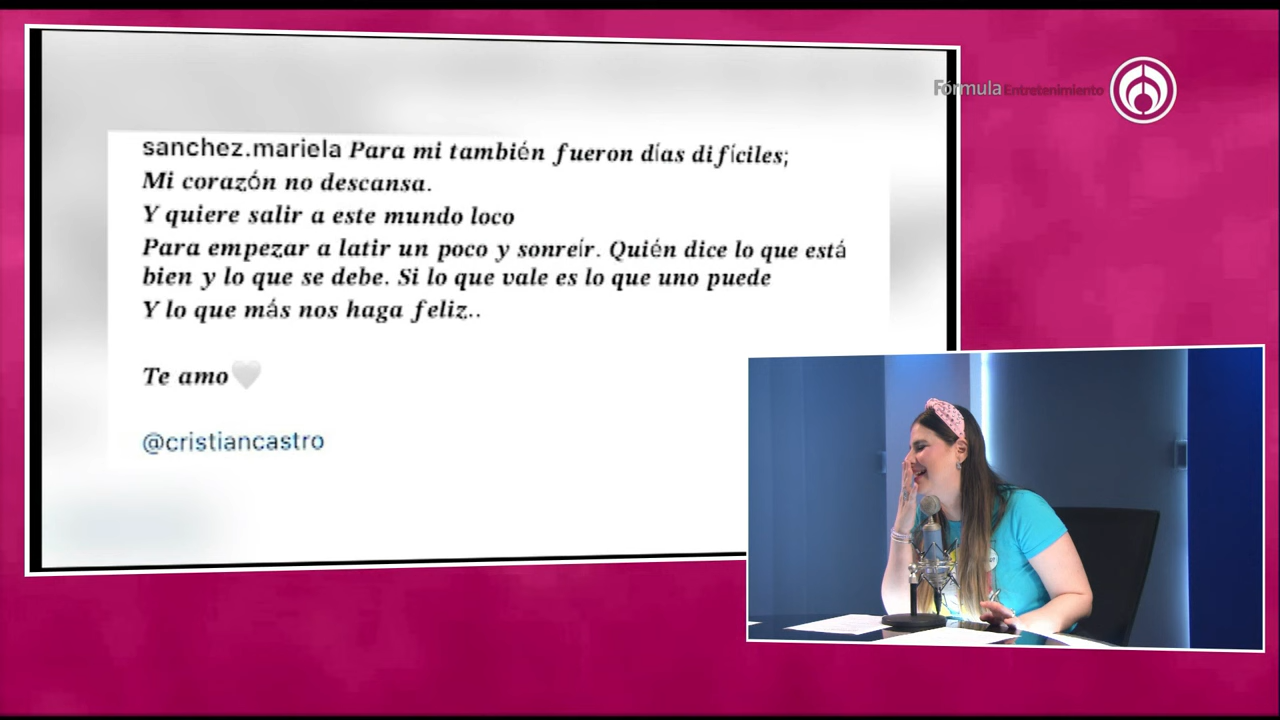 Fórmula Entretenimiento
sanchez.mariela Para mi también fueron días difíciles;
Mi corazón no descansa.
Y quiere salir a este mundo loco
Para empezar a latir un poco y sonreír. Quién dice lo que está
bien y lo que se debe. Si lo que vale es lo que uno puede
Y lo que más nos haga feliz..
Te amo🤍
@cristiancastro